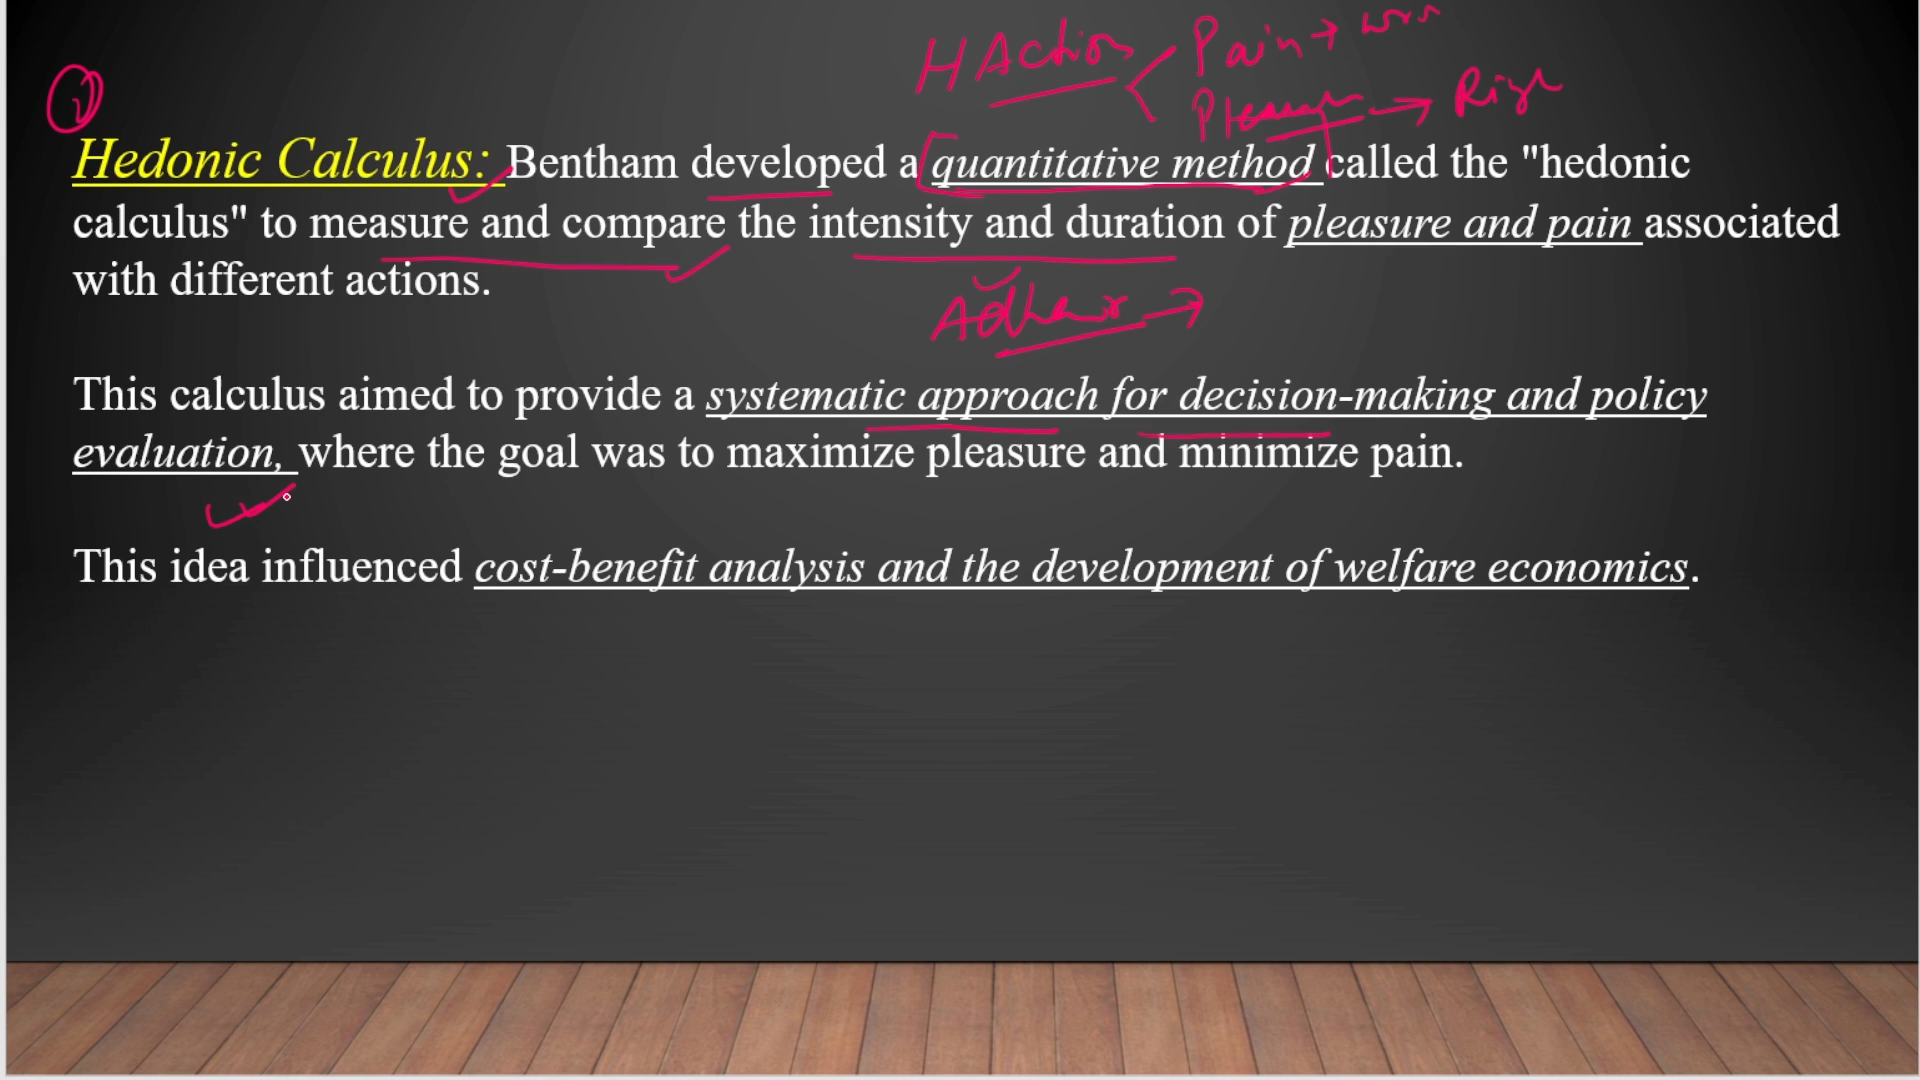 H Action Pain →
Pleasure → Righ
1
Hedonic Calculus: Bentham developed a quantitative method called the "hedonic
calculus" to measure and compare the intensity and duration of pleasure and pain associated
with different actions.
Adhar →
This calculus aimed to provide a systematic approach for decision-making and policy
evaluation, where the goal was to maximize pleasure and minimize pain.
This idea influenced cost-benefit analysis and the development of welfare economics.